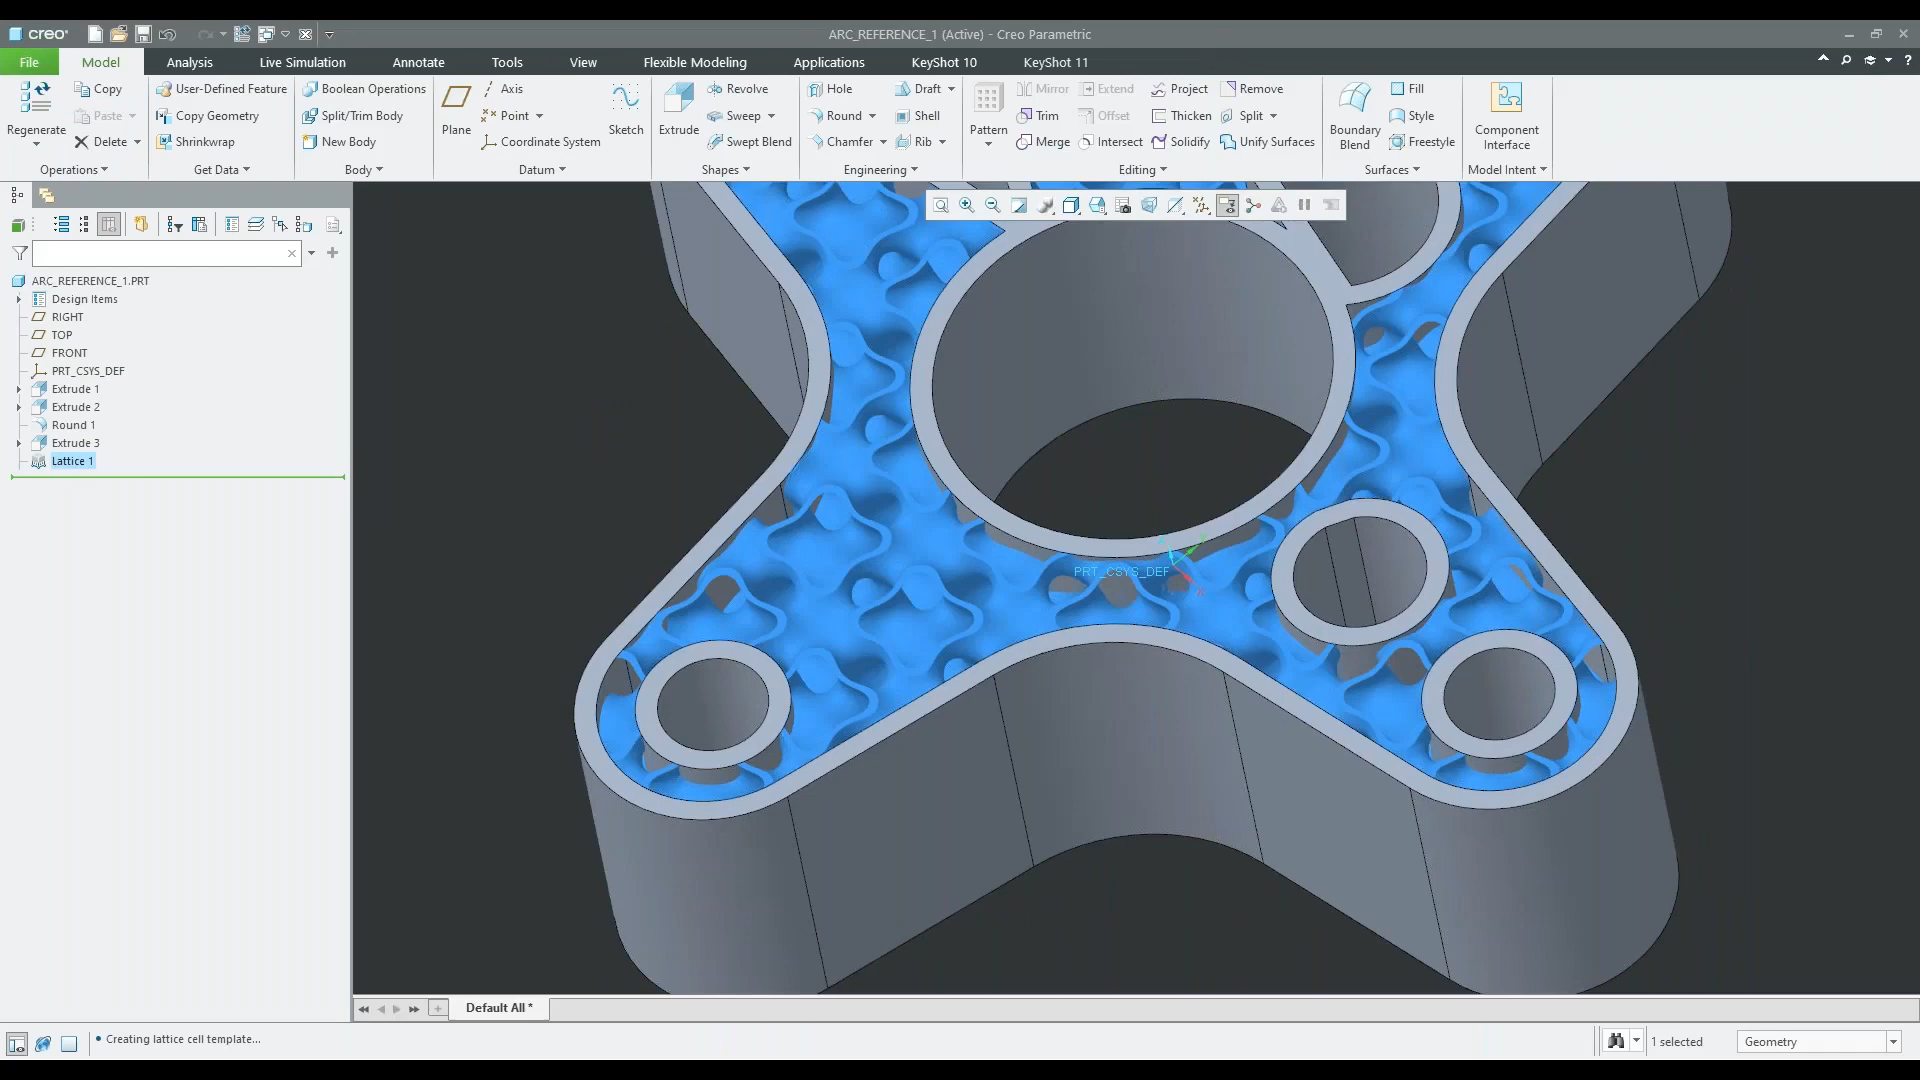 creo
ARC_REFERENCE_1 (Active) - Creo Parametric
File Model Analysis Live Simulation Annotate Tools View Flexible Modeling Applications KeyShot 10 KeyShot 11
Regenerate
Copy
Paste
Delete
Operations
User-Defined Feature
Copy Geometry
Shrinkwrap
Get Data
Boolean Operations
Split/Trim Body
New Body
Body
Plane
Axis
Point
Coordinate System
Sketch
Datum
Extrude
Revolve
Sweep
Swept Blend
Shapes
Hole
Round
Chamfer
Draft
Shell
Rib
Engineering
Pattern
Mirror
Trim
Merge
Extend
Offset
Intersect
Project
Thicken
Solidify
Remove
Split
Unify Surfaces
Editing
Boundary
Blend
Fill
Style
Freestyle
Surfaces
Component
Interface
Model Intent
ARC_REFERENCE_1.PRT
Design Items
RIGHT
TOP
FRONT
PRT_CSYS_DEF
Extrude 1
Extrude 2
Round 1
Extrude 3
Lattice 1
PRT_CSYS_DEF
Default All *
• Creating lattice cell template...
1 selected
Geometry